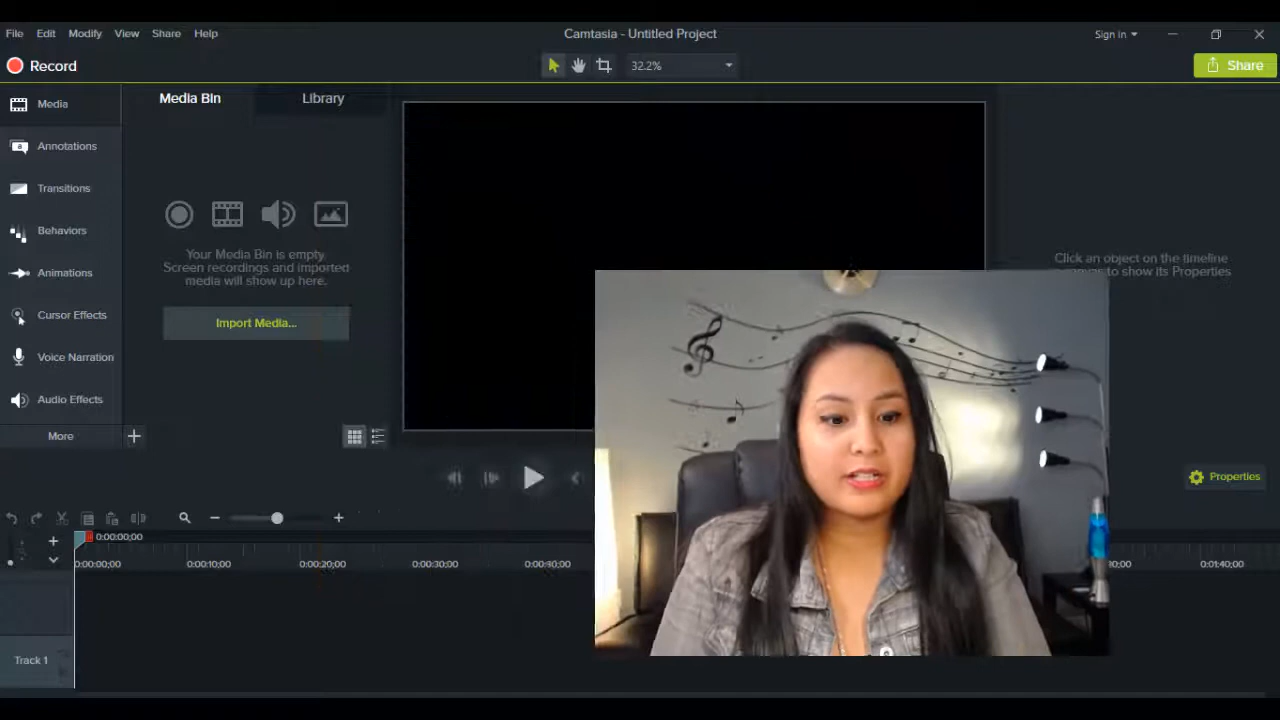 File Edit Modify View Share Help
Camtasia - Untitled Project
Sign in
Record
32.2%
Share
Media
Media Bin
Library
Annotations
Transitions
Behaviors
Animations
Cursor Effects
Voice Narration
Audio Effects
More
Your Media Bin is empty.
Screen recordings and imported
media will show up here.
Import Media...
Click an object on the timeline
to show its Properties
Properties
0:00:00;00
0:00:00;00 0:00:10;00 0:00:20;00 0:00:30;00 0:00:40;00 0:01:40;00
Track 1